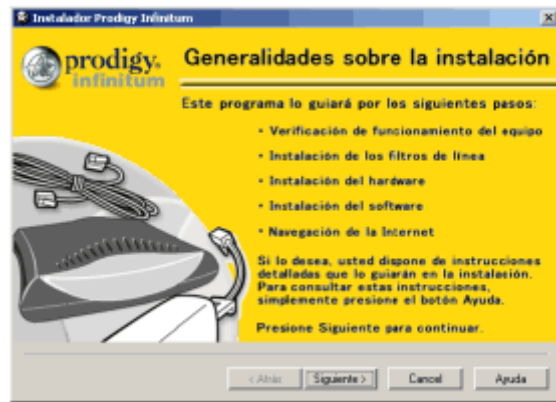 Instalador Prodigy Infinitum
prodigy.
infinitum
Generalidades sobre la instalación
Este programa lo guiará por los siguientes pasos:
• Verificación de funcionamiento del equipo
• Instalación de los filtros de línea
• Instalación del hardware
• Instalación del software
• Navegación de la Internet
Si lo desea, usted dispone de instrucciones
detalladas que lo guiarán en la instalación.
Para consultar estas instrucciones,
simplemente presione el botón Ayuda.
Presione Siguiente para continuar.
< Atrás
Siguiente >
Cancel
Ayuda